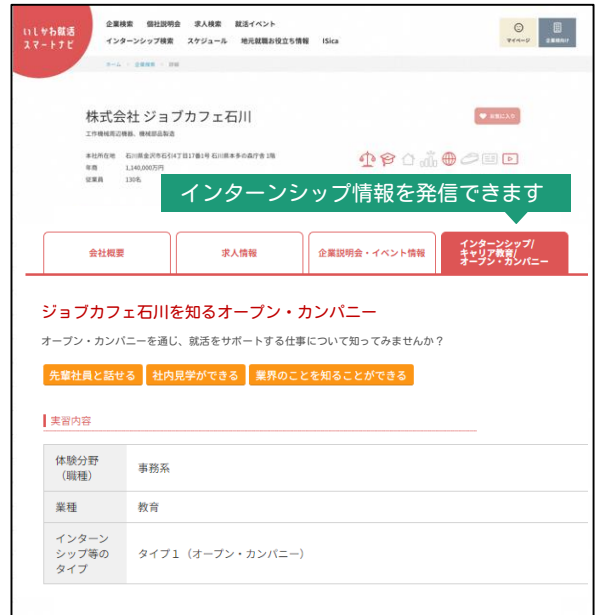 いしかわ就活
スマートナビ
企業検索 個社説明会 求人検索 就活イベント
インターンシップ検索 スケジュール 地元就職お役立ち情報 ISica
マイページ
企業様向け
ホーム › 企業検索 › 詳細
株式会社 ジョブカフェ石川
工作機械周辺機器、機械部品製造
お気に入り
本社所在地 石川県金沢市石引4丁目17番1号 石川県本多の森庁舎 1階
年商 1,140,000万円
従業員 130名
インターンシップ情報を発信できます
会社概要
求人情報
企業説明会・イベント情報
インターンシップ/
キャリア教育/
オープン・カンパニー
ジョブカフェ石川を知るオープン・カンパニー
オープン・カンパニーを通じ、就活をサポートする仕事について知ってみませんか？
先輩社員と話せる 社内見学ができる 業界のことを知ることができる
実習内容
体験分野
（職種）
事務系
業種
教育
インターン
シップ等の
タイプ
タイプ１（オープン・カンパニー）